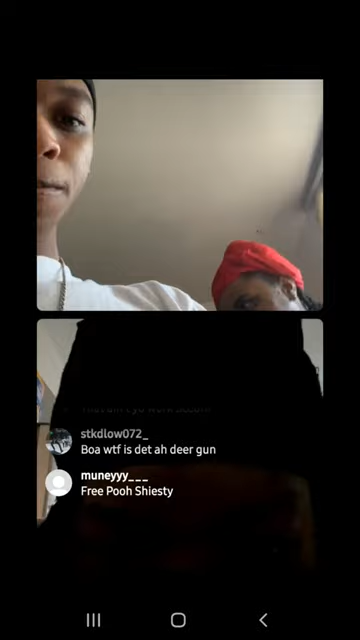 stkdlow072_
Boa wtf is det ah deer gun
muneyyy___
Free Pooh Shiesty